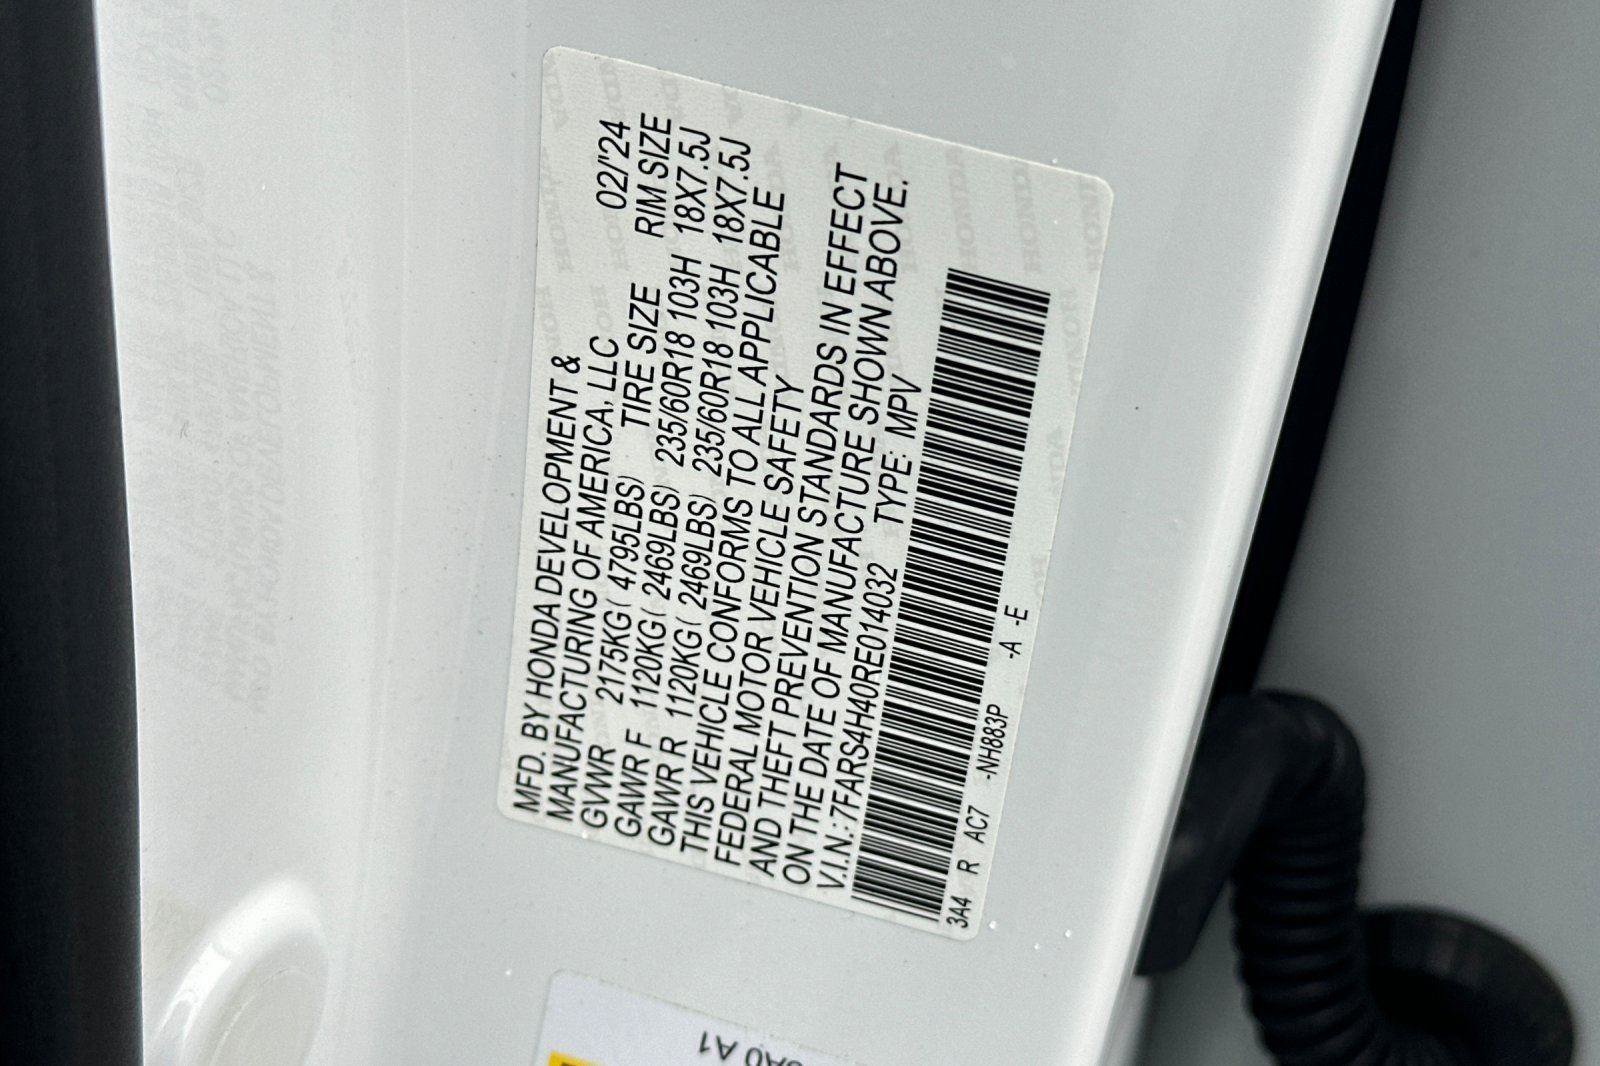 MFD. BY HONDA DEVELOPMENT &
MANUFACTURING OF AMERICA, LLC 02/'24
GVWR 2175KG( 4795LBS) TIRE SIZE RIM SIZE
GAWR F 1120KG( 2469LBS) 235/60R18 103H 18X7.5J
GAWR R 1120KG( 2469LBS) 235/60R18 103H 18X7.5J
THIS VEHICLE CONFORMS TO ALL APPLICABLE
FEDERAL MOTOR VEHICLE SAFETY
AND THEFT PREVENTION STANDARDS IN EFFECT
ON THE DATE OF MANUFACTURE SHOWN ABOVE.
V.I.N.:7FARS4H40RE014032 TYPE: MPV
3A4 R AC7 -NH883P -A -E
A1